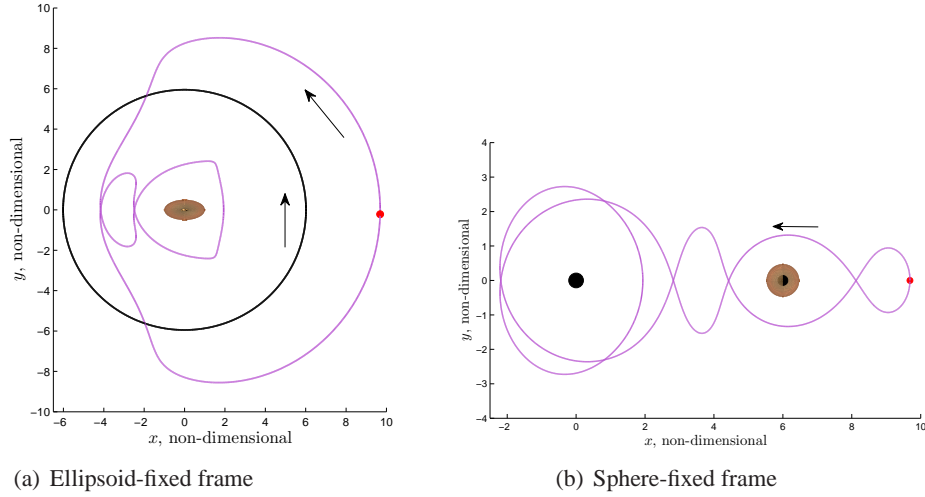 10
8
6
4
2
0
−2
−4
−6
−8
−10
−6 −4 −2 0 2 4 6 8 10
y, non-dimensional
x, non-dimensional
(a) Ellipsoid-fixed frame
4
3
2
1
0
−1
−2
−3
−4
−2 0 2 4 6 8 10
y, non-dimensional
x, non-dimensional
(b) Sphere-fixed frame